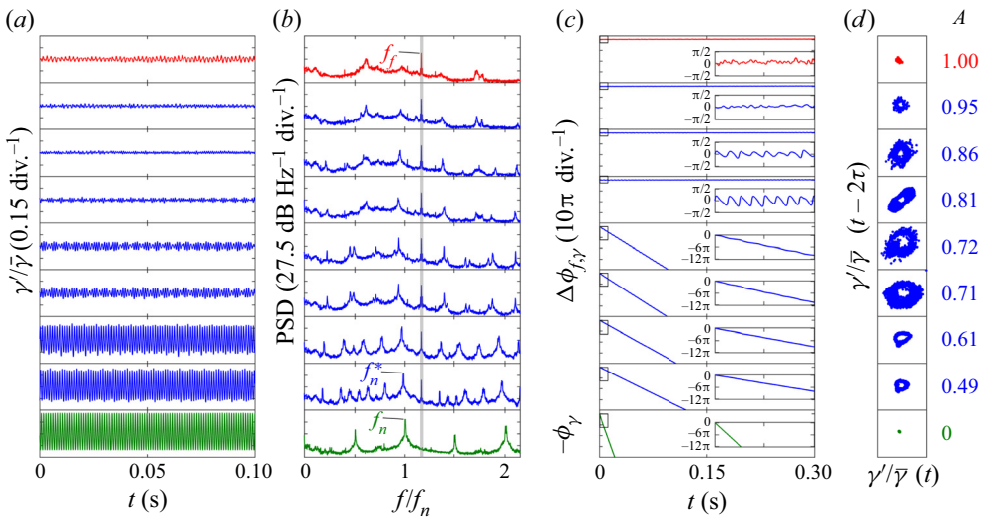 (a) (b) (c) (d) A
γ′/γ̄ (0.15 div.⁻¹)
0 0.05 0.10
t (s)
PSD (27.5 dB Hz⁻¹ div.⁻¹)
f_f
f_n*
f_n
0 1 2
f/f_n
Δϕ_{f,γ} (10π div.⁻¹)
−ϕ_γ
π/2
0
−π/2
π/2
0
−π/2
π/2
0
−π/2
π/2
0
−π/2
0
−6π
−12π
0
−6π
−12π
0
−6π
−12π
0
−6π
−12π
0
−6π
−12π
0 0.15 0.30
t (s)
γ′/γ̄ (t − 2τ)
1.00
0.95
0.86
0.81
0.72
0.71
0.61
0.49
0
γ′/γ̄ (t)